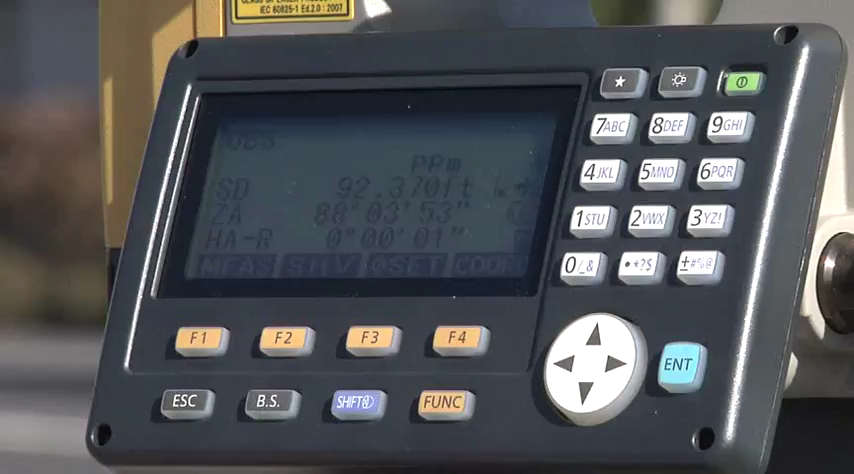 IEC 60825-1 Ed.2.0 : 2007
OBS
PPm
SD 92.370ft
ZA 88°03'53"
HA-R 0°00'01"
MEAS SHV 0SET COORD
7ABC 8DEF 9GHI
4JKL 5MNO 6PQR
1STU 2VWX 3YZ!
0/_& •*?$ ±#%@
F1 F2 F3 F4
ENT
ESC B.S. SHIFT FUNC